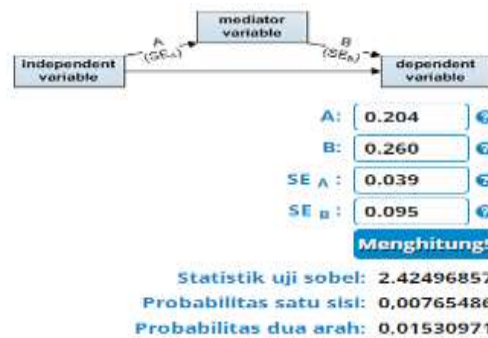 mediator
variable
A
(SEA)
B
(SEB)
independent
variable
dependent
variable
A: 0.204
B: 0.260
SE A : 0.039
SE B : 0.095
Menghitung!
Statistik uji sobel: 2.42496857
Probabilitas satu sisi: 0,00765486
Probabilitas dua arah: 0.01530971